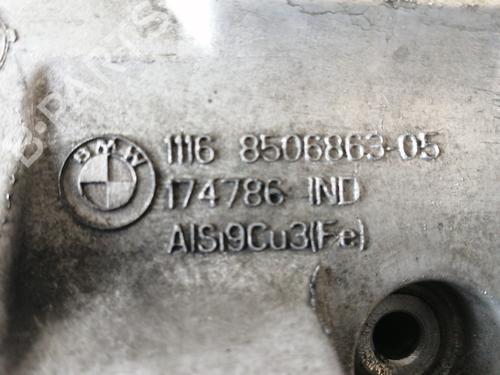 BMW
1116 8506863-05
174786 IND
AlSi9Cu3(Fe)
B-PARTS